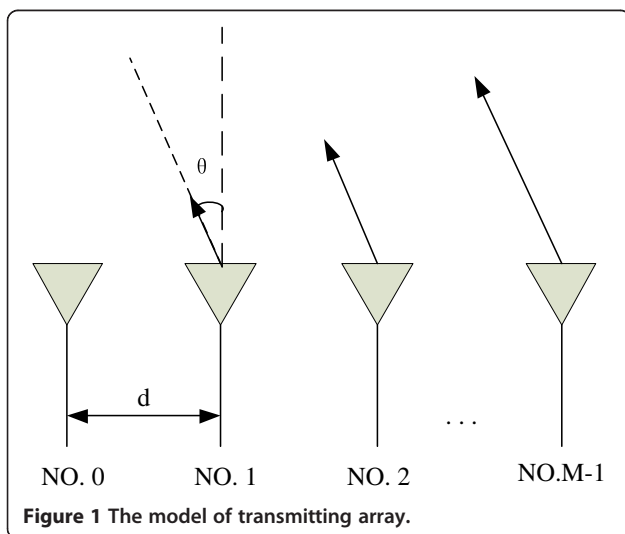 θ
d
. . .
NO. 0 NO. 1 NO. 2 NO.M-1
Figure 1 The model of transmitting array.